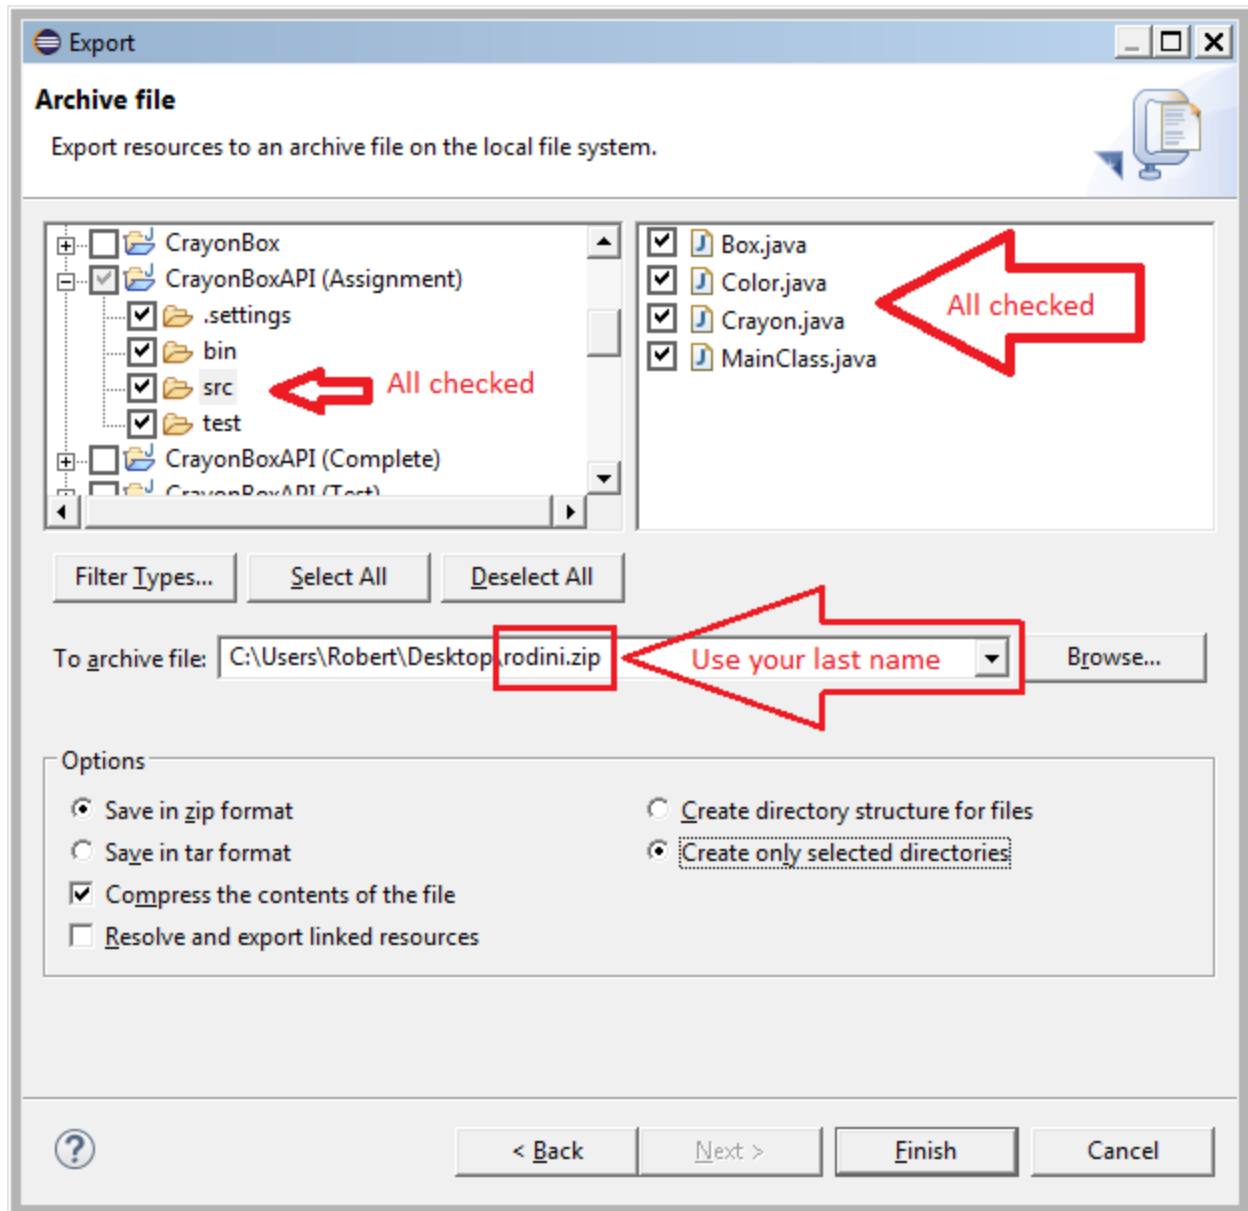 Export
Archive file
Export resources to an archive file on the local file system.
CrayonBox
CrayonBoxAPI (Assignment)
.settings
bin
src
test
CrayonBoxAPI (Complete)
CrayonBoxAPI (Test)
All checked
Box.java
Color.java
Crayon.java
MainClass.java
All checked
Filter Types... Select All Deselect All
To archive file: C:\Users\Robert\Desktop\rodini.zip Use your last name Browse...
Options
Save in zip format
Save in tar format
Compress the contents of the file
Resolve and export linked resources
Create directory structure for files
Create only selected directories
? < Back Next > Finish Cancel